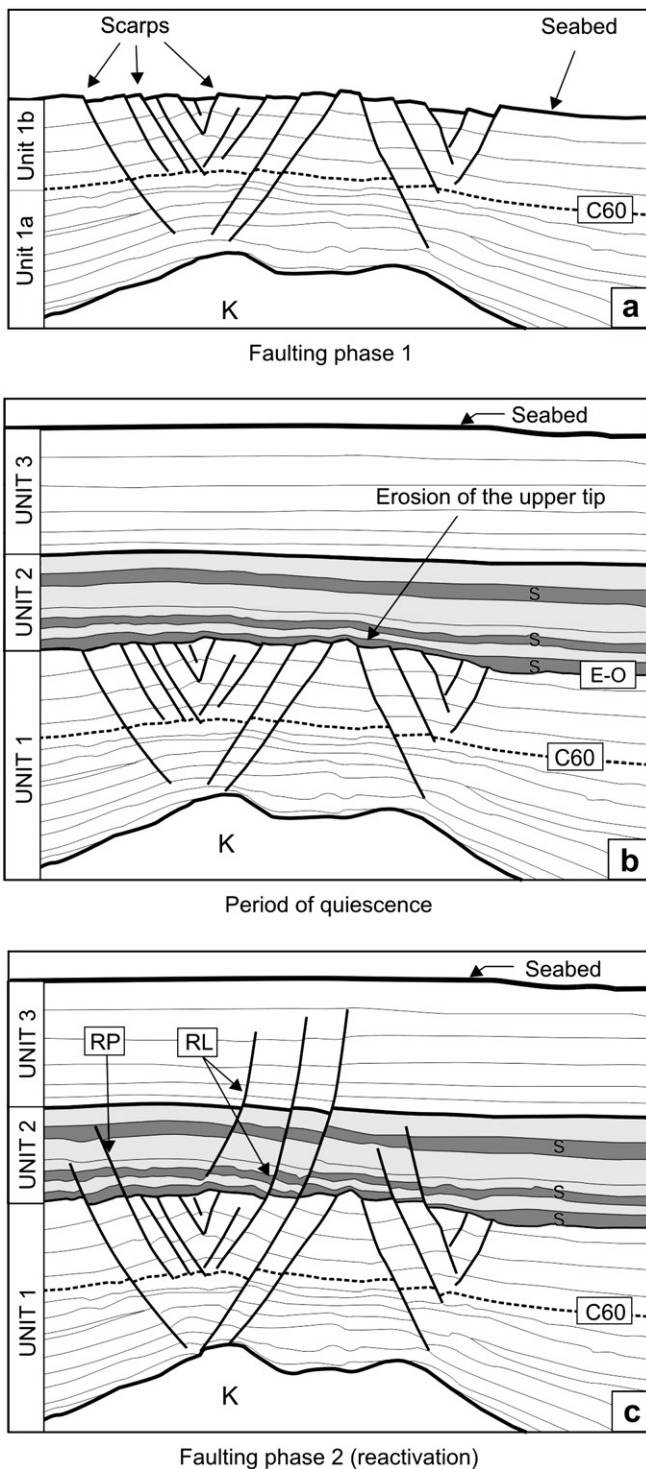 Scarps
Seabed
Unit 1b
Unit 1a
C60
K
a
Faulting phase 1
Seabed
UNIT 3
Erosion of the upper tip
UNIT 2
S
S
S
E-O
UNIT 1
C60
K
b
Period of quiescence
Seabed
UNIT 3
RP
RL
UNIT 2
S
S
S
UNIT 1
C60
K
c
Faulting phase 2 (reactivation)